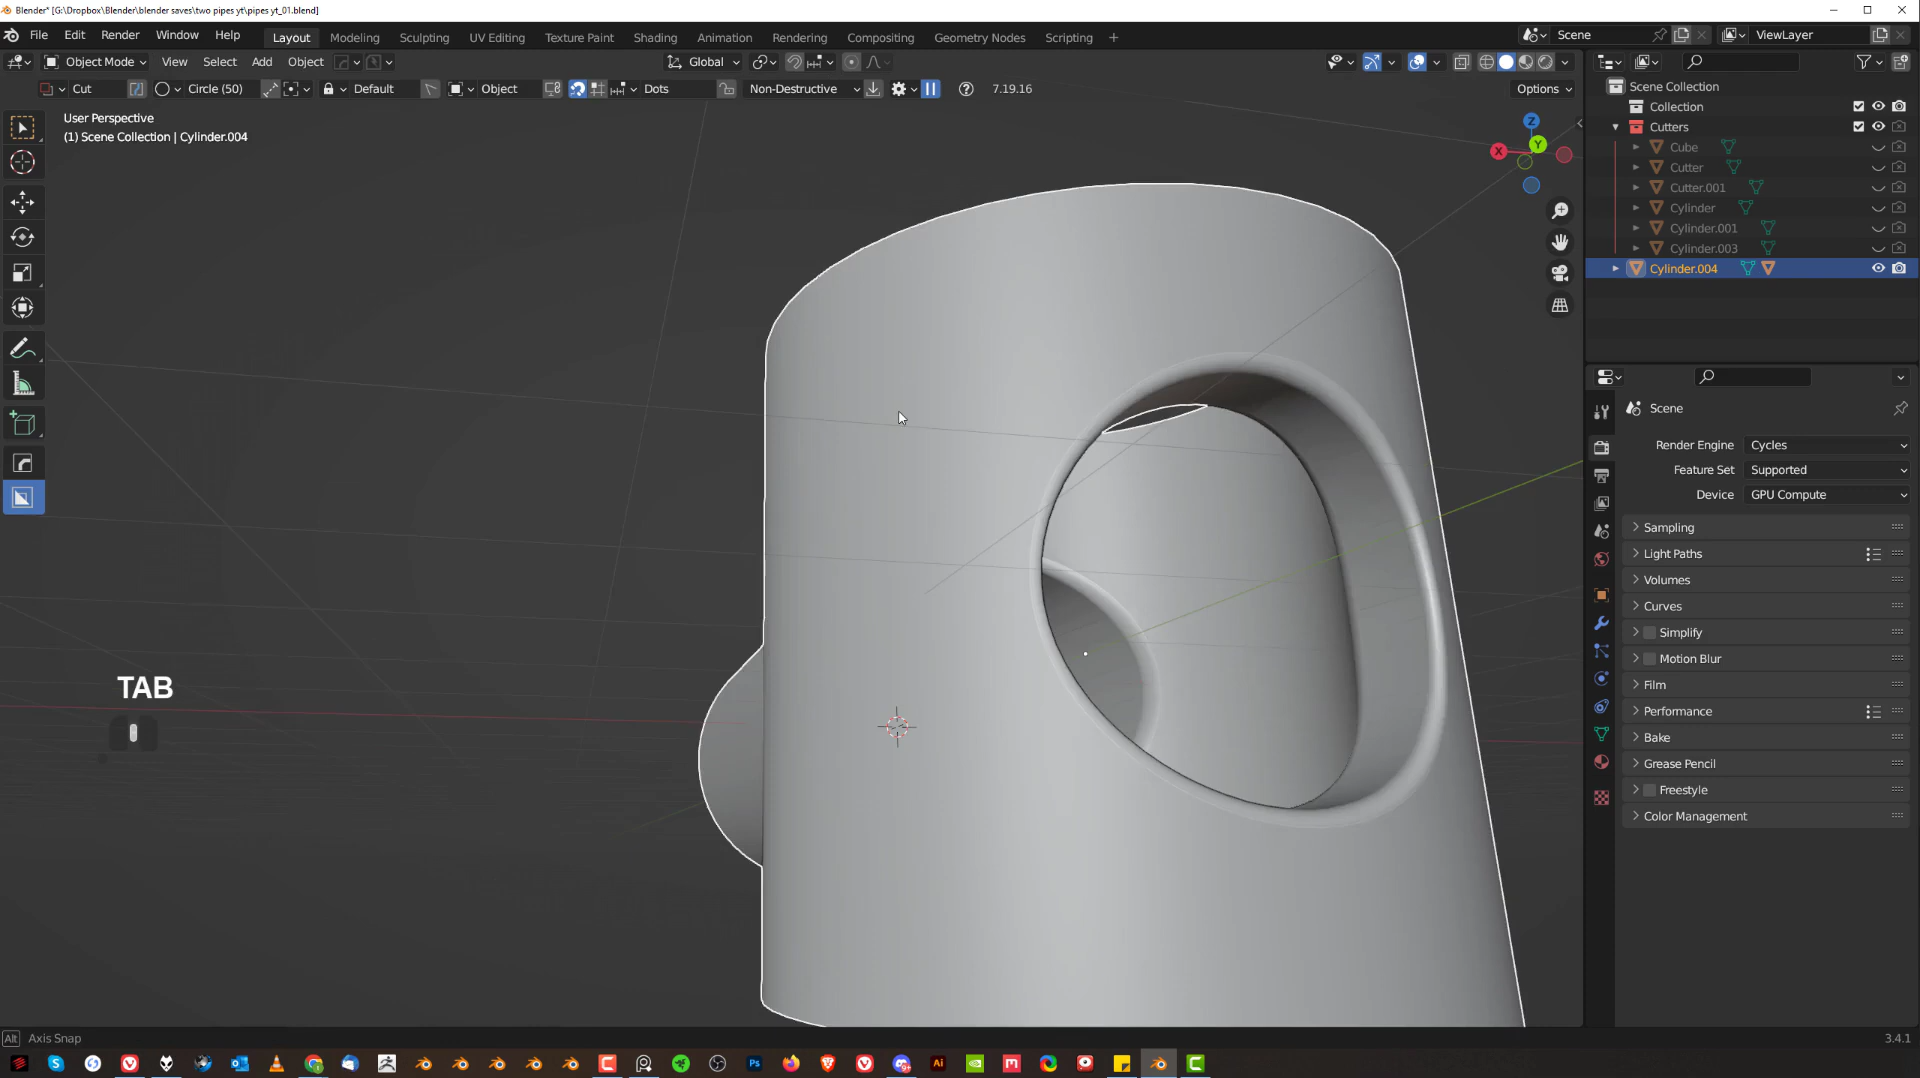 Blender* [G:\Dropbox\Blender\blender saves\two pipes yt\pipes yt_01.blend]
File Edit Render Window Help Layout Modeling Sculpting UV Editing Texture Paint Shading Animation Rendering Compositing Geometry Nodes Scripting + Scene ViewLayer
Object Mode View Select Add Object Global
Cut Circle (50) Default Object Dots Non-Destructive 7.19.16 Options
User Perspective
(1) Scene Collection | Cylinder.004
Z
Y
X
TAB
Scene Collection
Collection
Cutters
Cube
Cutter
Cutter.001
Cylinder
Cylinder.001
Cylinder.003
Cylinder.004
Scene
Render Engine Cycles
Feature Set Supported
Device GPU Compute
Sampling
Light Paths
Volumes
Curves
Simplify
Motion Blur
Film
Performance
Bake
Grease Pencil
Freestyle
Color Management
Alt Axis Snap 3.4.1
Ps
Ai